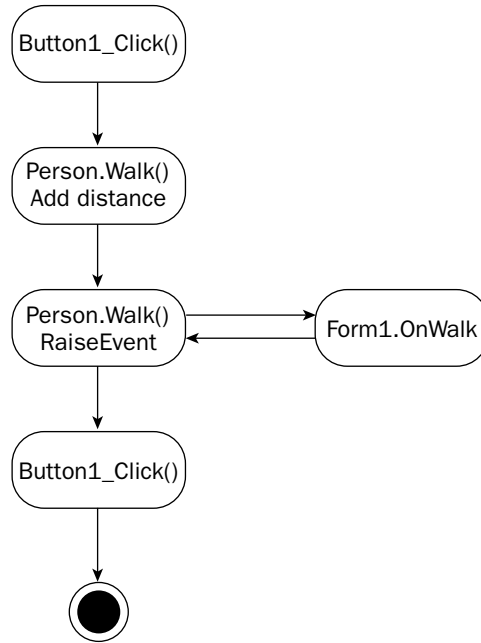 Button1_Click()
Person.Walk()
Add distance
Person.Walk()
RaiseEvent
Form1.OnWalk
Button1_Click()